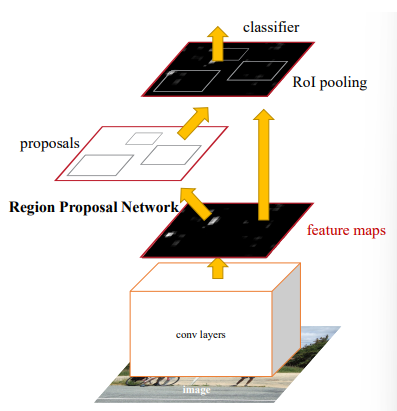 classifier
RoI pooling
proposals
Region Proposal Network
feature maps
conv layers
image